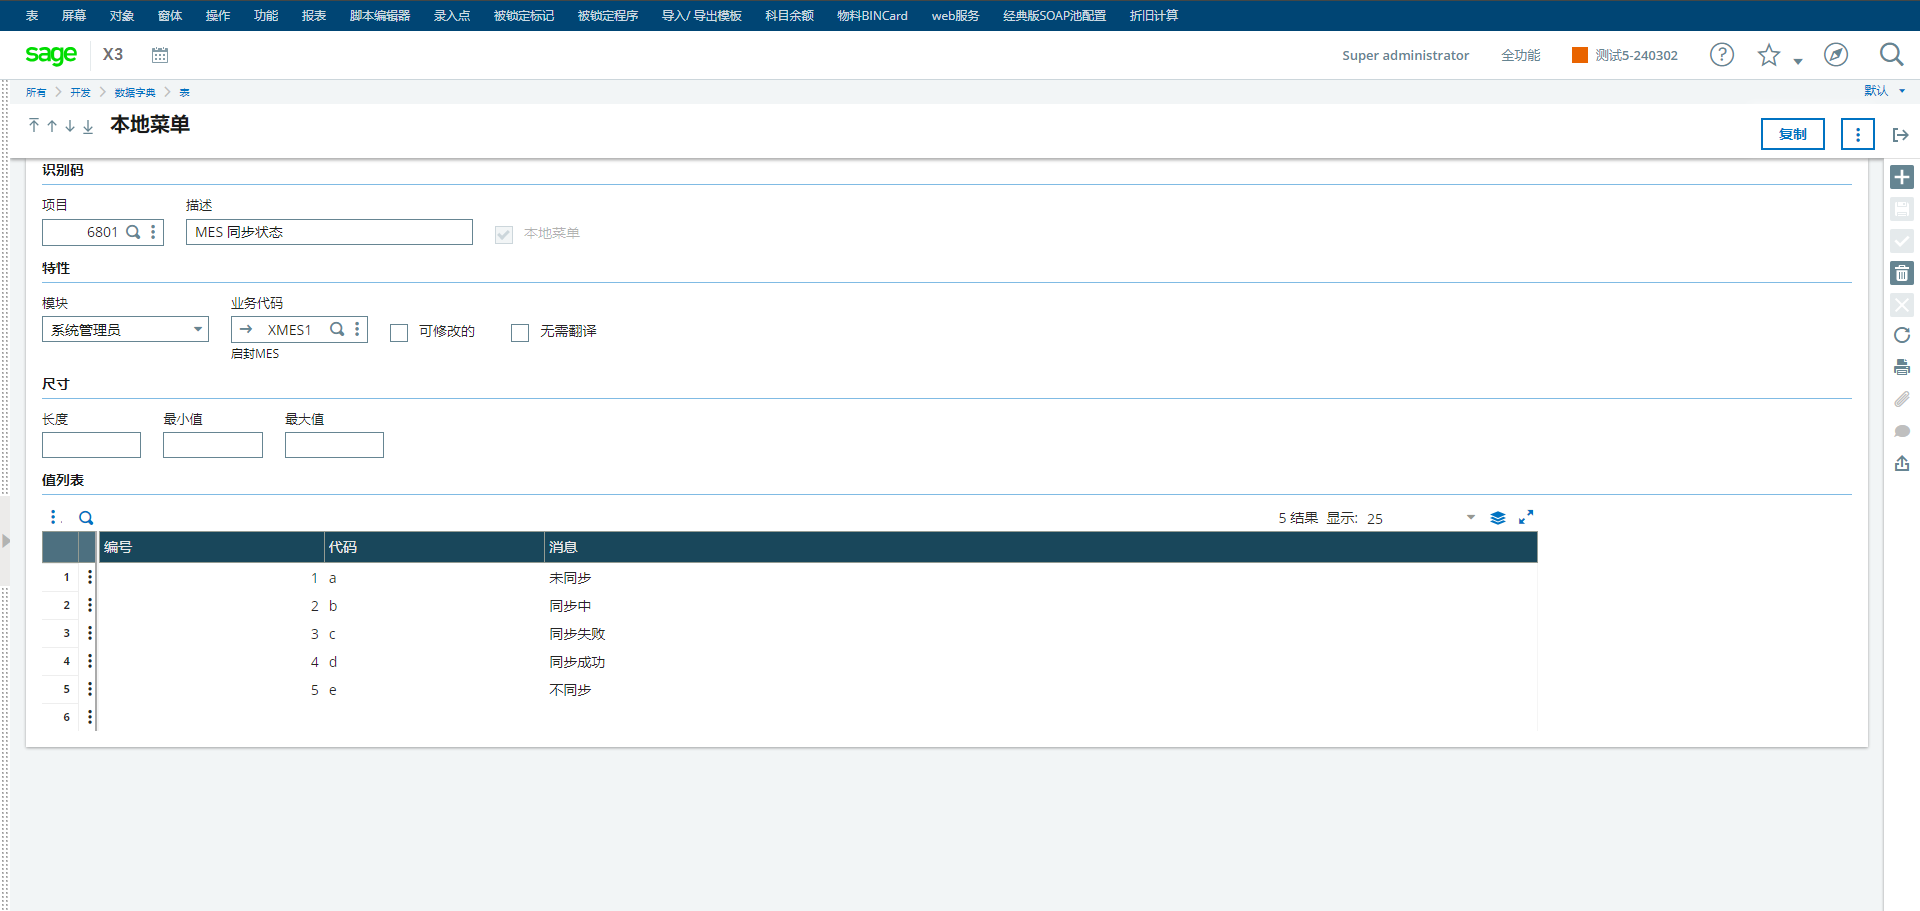 表 屏幕 对象 窗体 操作 功能 报表 脚本编辑器 录入点 被锁定标记 被锁定程序 导入/ 导出模板 科目余额 物料BINCard web服务 经典版SOAP池配置 折旧计算
sage X3 Super administrator 全功能 测试5-240302
所有 开发 数据字典 表 默认
本地菜单 复制
识别码
项目 描述
6801 MES 同步状态 本地菜单
特性
模块 业务代码
系统管理员 XMES1 可修改的 无需翻译
启封MES
尺寸
长度 最小值 最大值
值列表
5 结果 显示: 25
编号 代码 消息
1 1 a 未同步
2 2 b 同步中
3 3 c 同步失败
4 4 d 同步成功
5 5 e 不同步
6